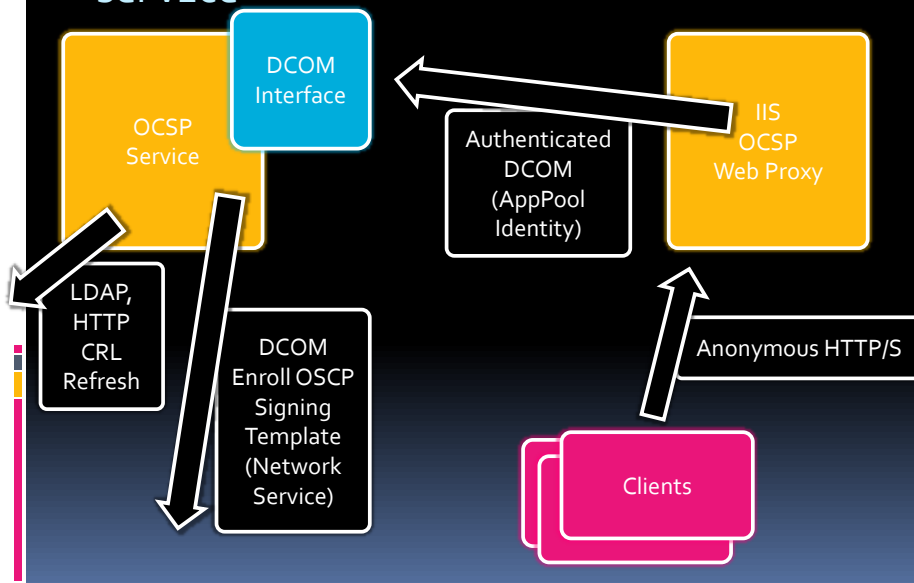 OCSP
Service
DCOM
Interface
Authenticated
DCOM
(AppPool
Identity)
IIS
OCSP
Web Proxy
LDAP,
HTTP
CRL
Refresh
DCOM
Enroll OSCP
Signing
Template
(Network
Service)
Anonymous HTTP/S
Clients